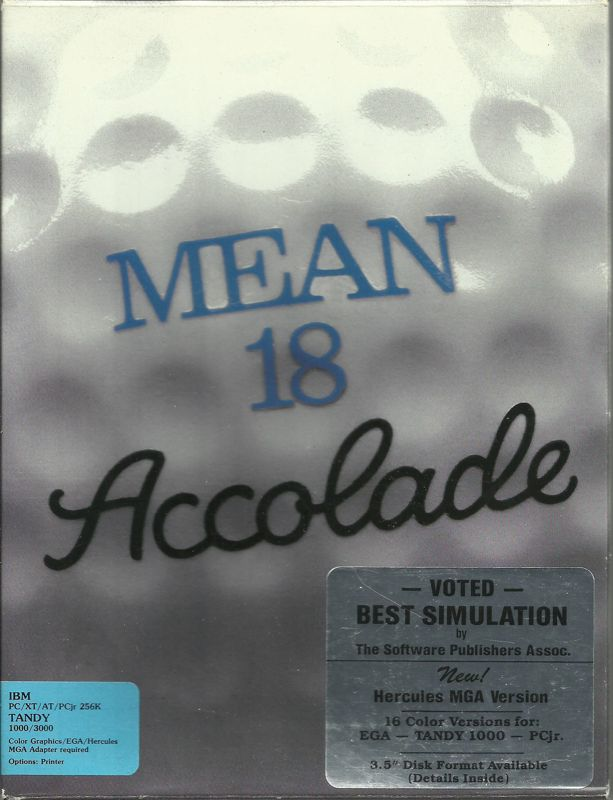 MEAN
18
Accolade
— VOTED —
BEST SIMULATION
by
The Software Publishers Assoc.
New!
Hercules MGA Version
16 Color Versions for:
EGA — TANDY 1000 — PCjr.
3.5" Disk Format Available
(Details Inside)
IBM
PC/XT/AT/PCjr 256K
TANDY
1000/3000
Color Graphics/EGA/Hercules
MGA Adapter required
Options: Printer